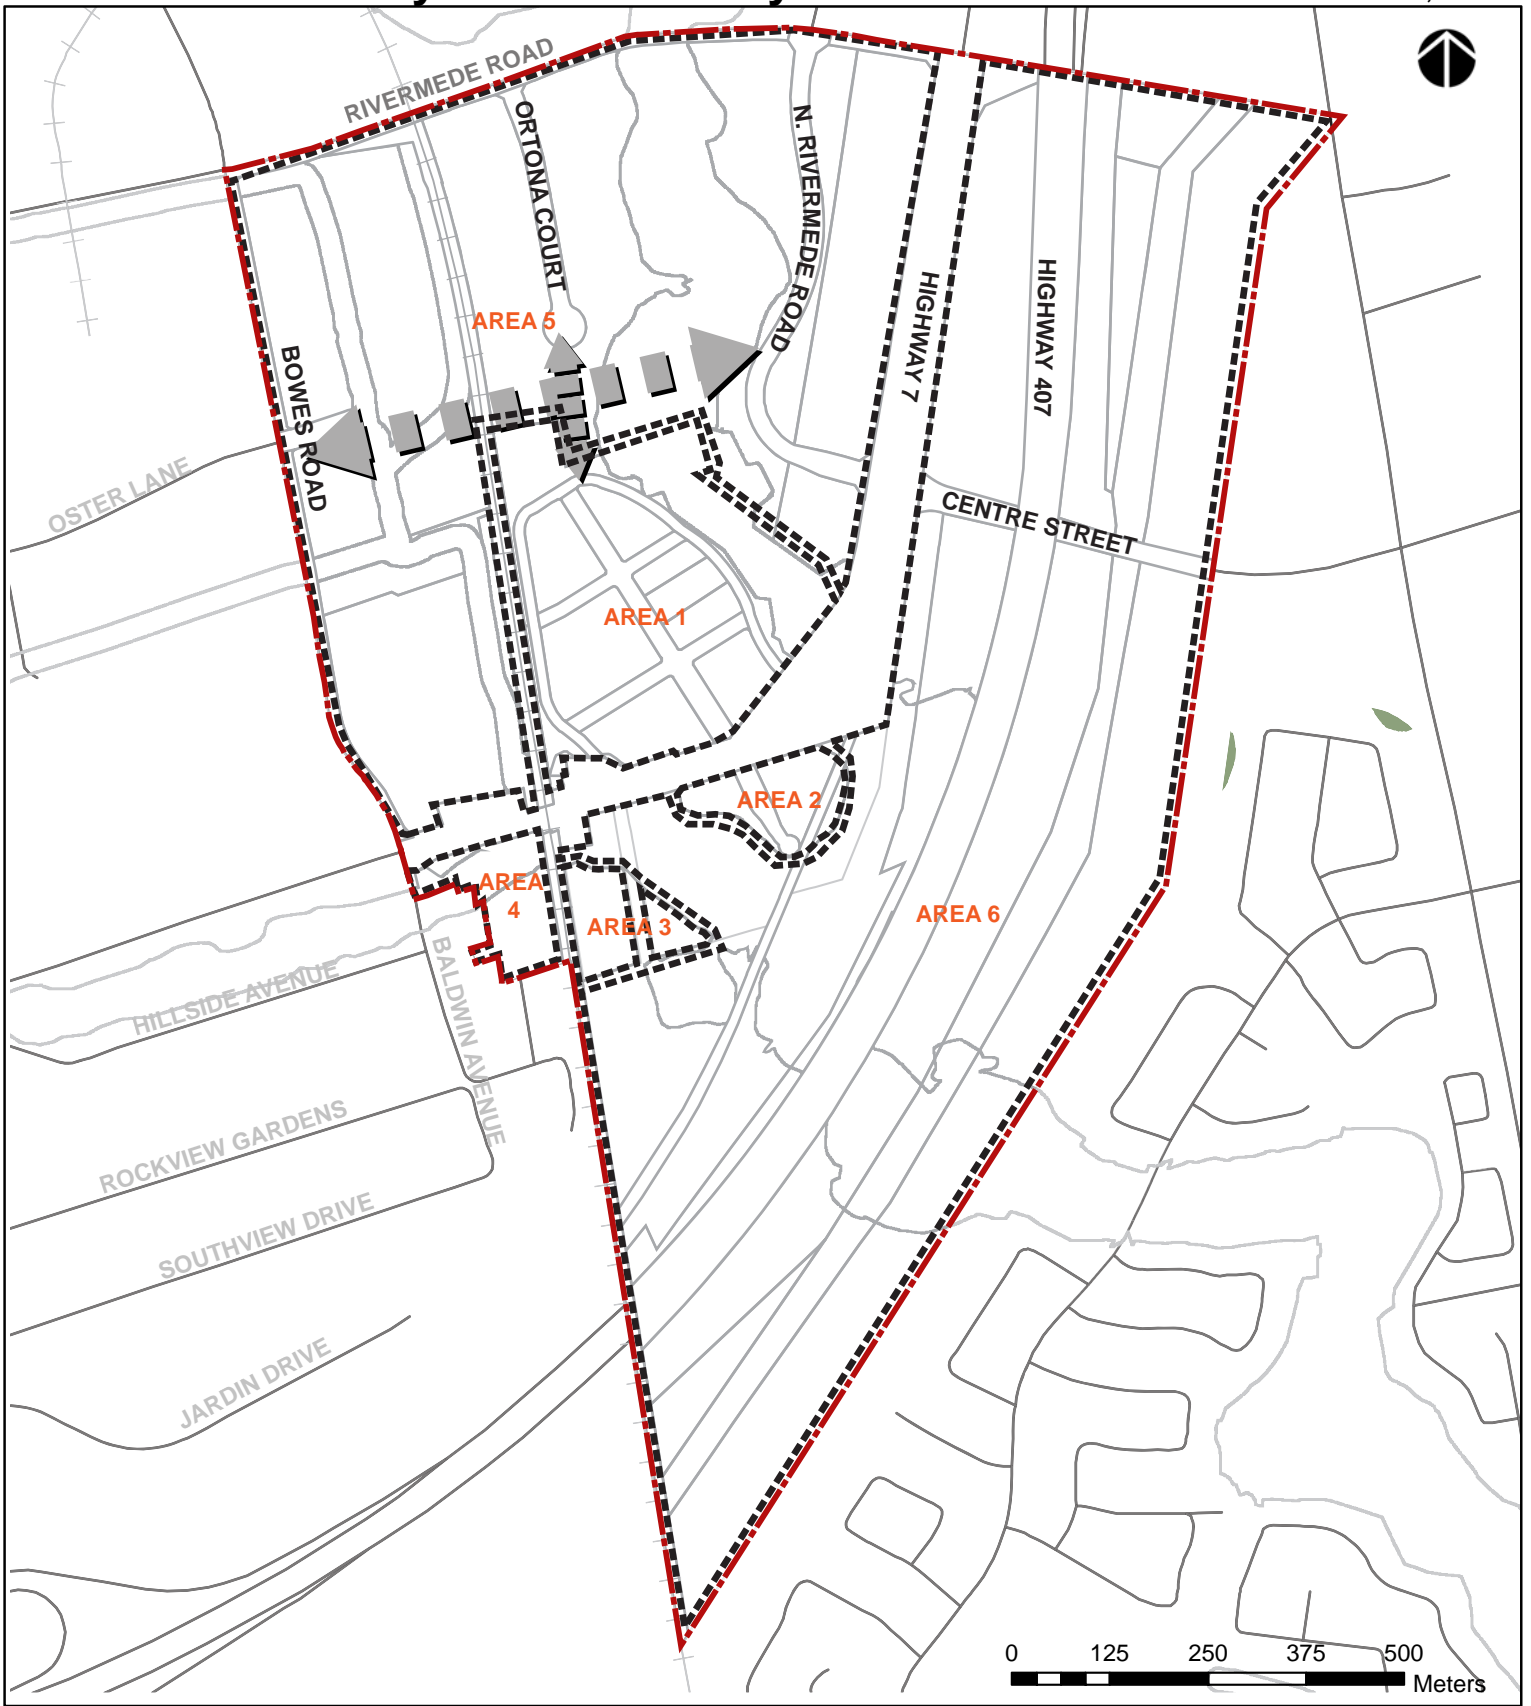 RIVERMEDE ROAD
ORTONA COURT
N. RIVERMEDE ROAD
HIGHWAY 7
HIGHWAY 407
AREA 5
BOWES ROAD
OSTER LANE
CENTRE STREET
AREA 1
AREA 2
AREA
4
AREA 3
AREA 6
HILLSIDE AVENUE
BALDWIN AVENUE
ROCKVIEW GARDENS
SOUTHVIEW DRIVE
JARDIN DRIVE
0 125 250 375 500
Meters